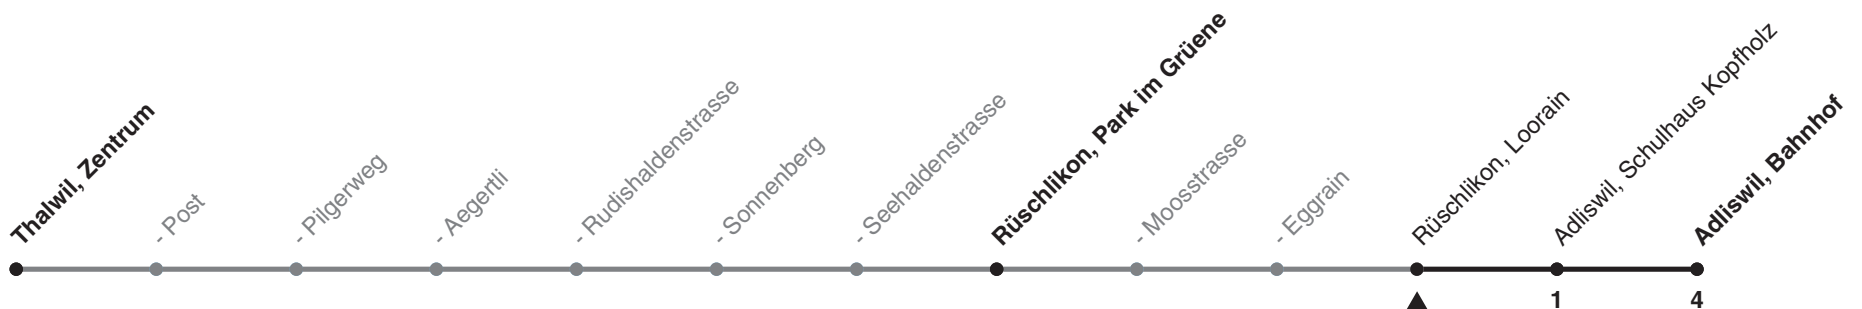 Thalwil, Zentrum
- Post
- Pilgerweg
- Aegertli
- Rudishaldenstrasse
- Sonnenberg
- Seehaldenstrasse
Rüschlikon, Park im Grüene
- Moosstrasse
- Eggrain
Rüschlikon, Loorain
Adliswil, Schulhaus Kopfholz
Adliswil, Bahnhof
1
4